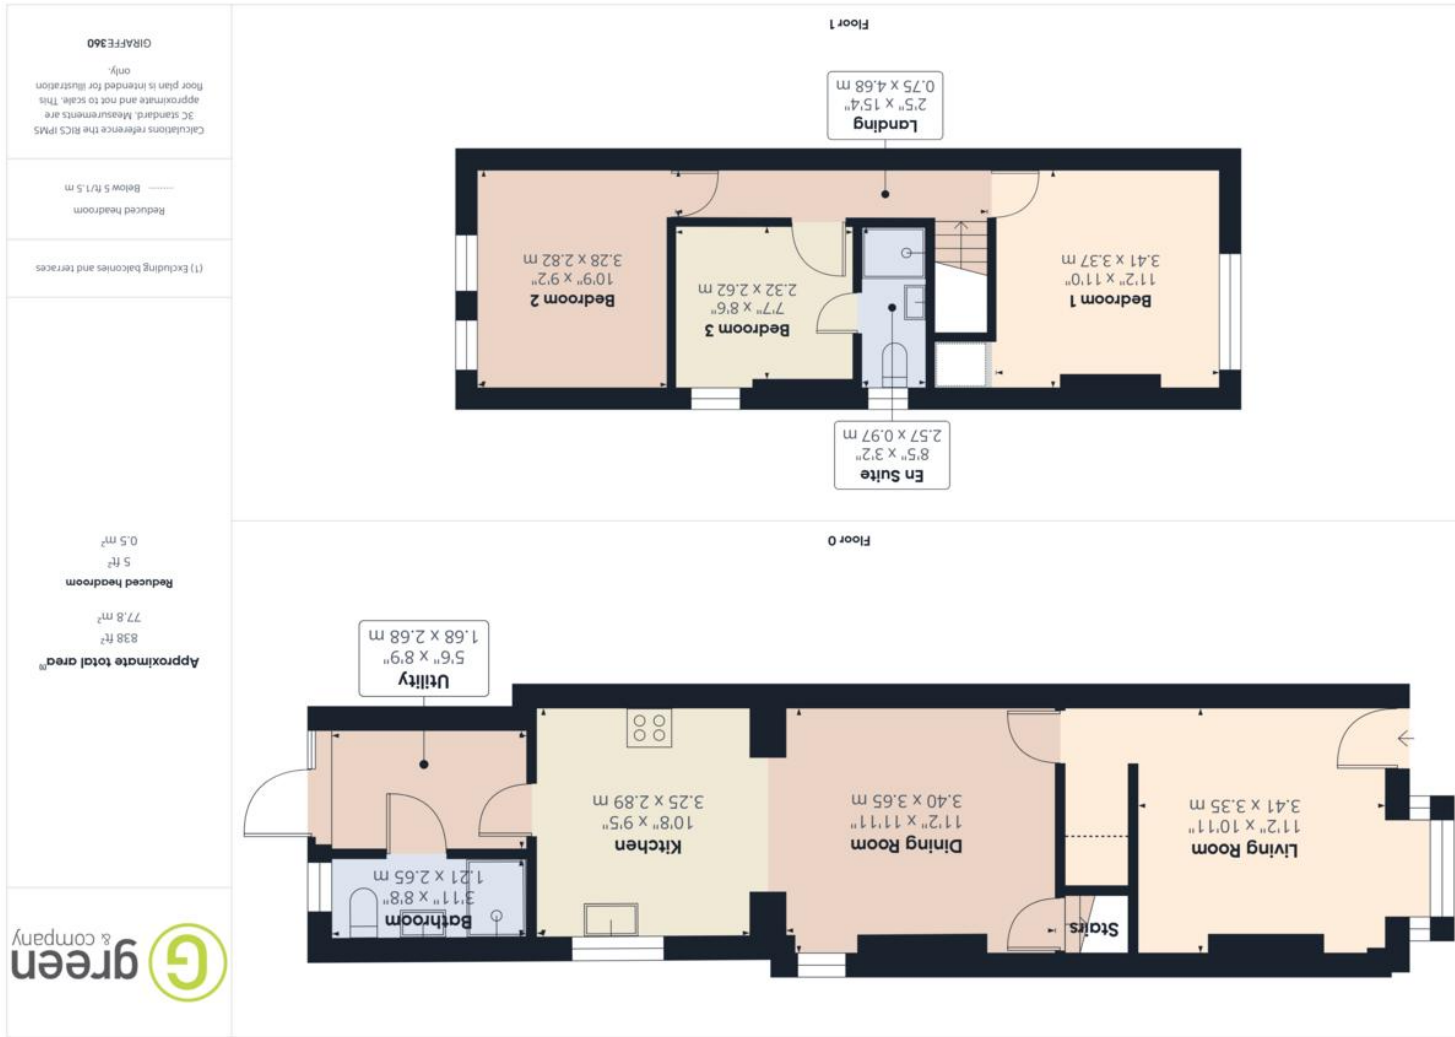 Living Room
11'2" x 10'11"
3.41 x 3.35 m
Stairs
Dining Room
11'2" x 11'11"
3.40 x 3.65 m
Kitchen
10'8" x 9'5"
3.25 x 2.89 m
Bathroom
3'11" x 8'8"
1.21 x 2.65 m
Utility
5'6" x 8'9"
1.68 x 2.68 m
Floor 0
En Suite
8'5" x 3'2"
2.57 x 0.97 m
Bedroom 1
11'2" x 11'0"
3.41 x 3.37 m
Bedroom 3
7'7" x 8'6"
2.32 x 2.62 m
Bedroom 2
10'9" x 9'2"
3.28 x 2.82 m
Landing
2'5" x 15'4"
0.75 x 4.68 m
Floor 1
G green
& company
Approximate total area(1)
838 ft²
77.8 m²
Reduced headroom
5 ft²
0.5 m²
(1) Excluding balconies and terraces
Reduced headroom
Below 5 ft/1.5 m
Calculations reference the RICS IPMS
3C standard. Measurements are
approximate and not to scale. This
floor plan is intended for illustration
only.
GIRAFFE360